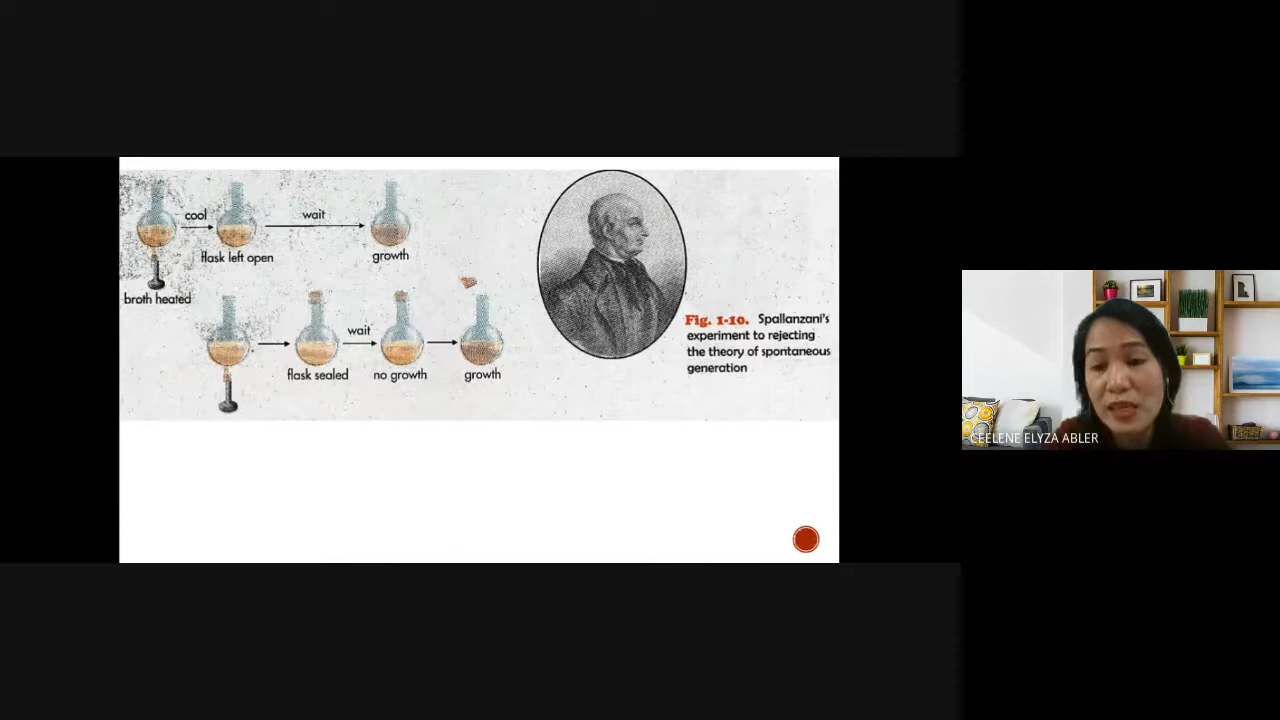 cool
wait
flask left open
growth
broth heated
wait
flask sealed
no growth
growth
Fig. 1-10. Spallanzani's
experiment to rejecting
the theory of spontaneous
generation
CEELENE ELYZA ABLER